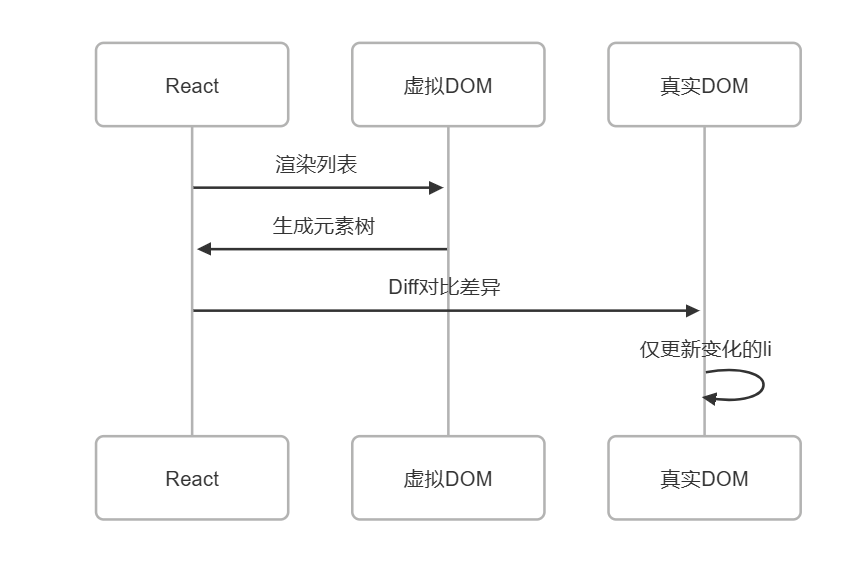 React
虚拟DOM
真实DOM
渲染列表
生成元素树
Diff对比差异
仅更新变化的li
React
虚拟DOM
真实DOM